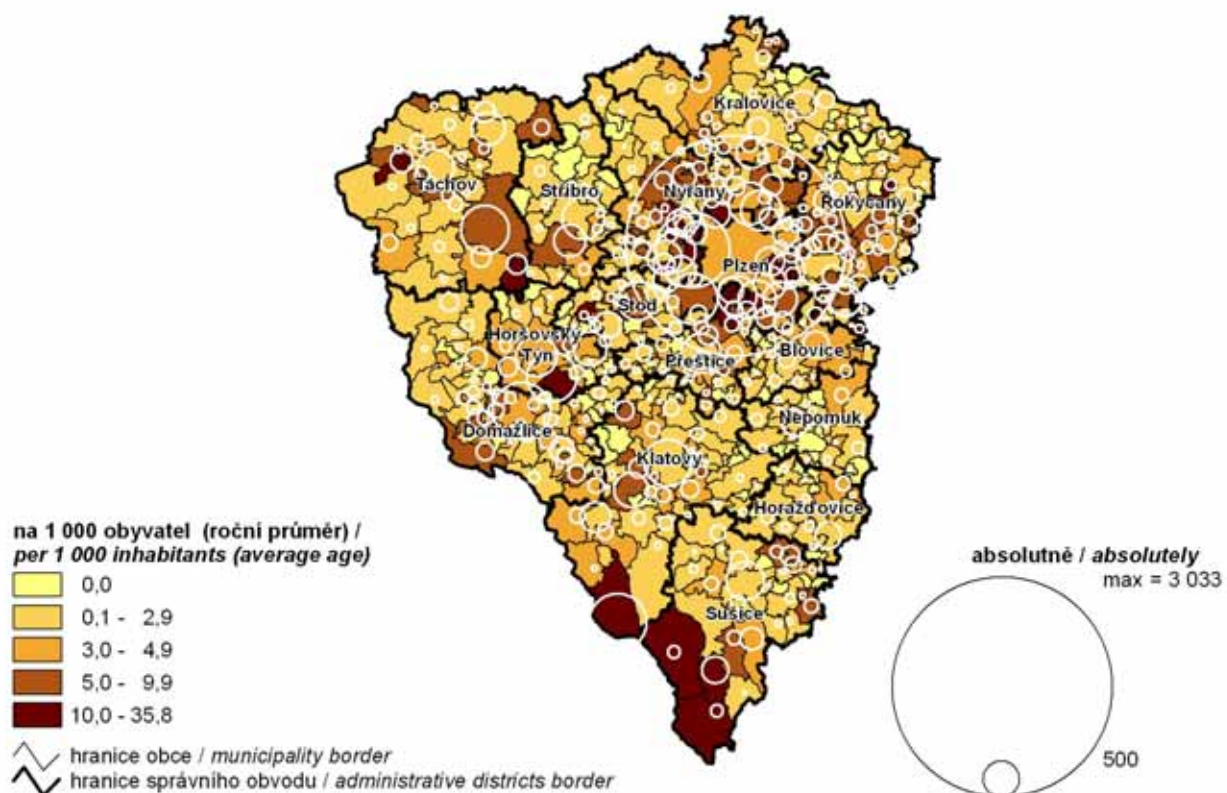 Kralovice
Tachov
Stříbro
Nýřany
Rokycany
Plzeň
Stod
Horšovský
Týn
Přeštice
Blovice
Nepomuk
Domažlice
Klatovy
Horažďovice
Sušice
na 1 000 obyvatel (roční průměr) /
per 1 000 inhabitants (average age)
0,0
0,1 - 2,9
3,0 - 4,9
5,0 - 9,9
10,0 - 35,8
hranice obce / municipality border
hranice správního obvodu / administrative districts border
absolutně / absolutely
max = 3 033
500